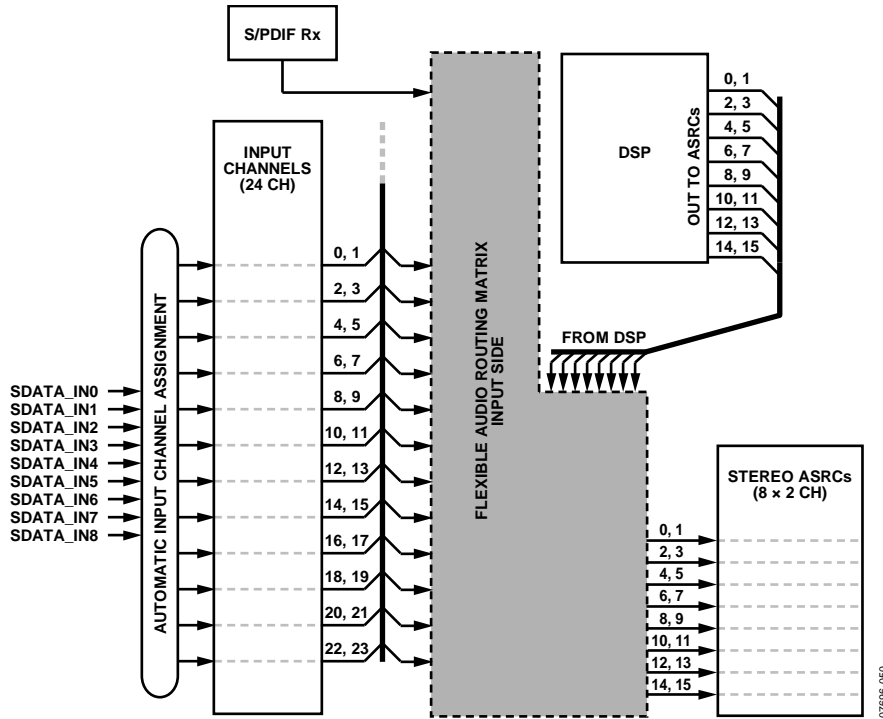 S/PDIF Rx
INPUT
CHANNELS
(24 CH)
DSP
OUT TO ASRCs
0, 1
2, 3
4, 5
6, 7
8, 9
10, 11
12, 13
14, 15
FROM DSP
SDATA_IN0
SDATA_IN1
SDATA_IN2
SDATA_IN3
SDATA_IN4
SDATA_IN5
SDATA_IN6
SDATA_IN7
SDATA_IN8
AUTOMATIC INPUT CHANNEL ASSIGNMENT
0, 1
2, 3
4, 5
6, 7
8, 9
10, 11
12, 13
14, 15
16, 17
18, 19
20, 21
22, 23
FLEXIBLE AUDIO ROUTING MATRIX
INPUT SIDE
0, 1
2, 3
4, 5
6, 7
8, 9
10, 11
12, 13
14, 15
STEREO ASRCs
(8 × 2 CH)
07696-050